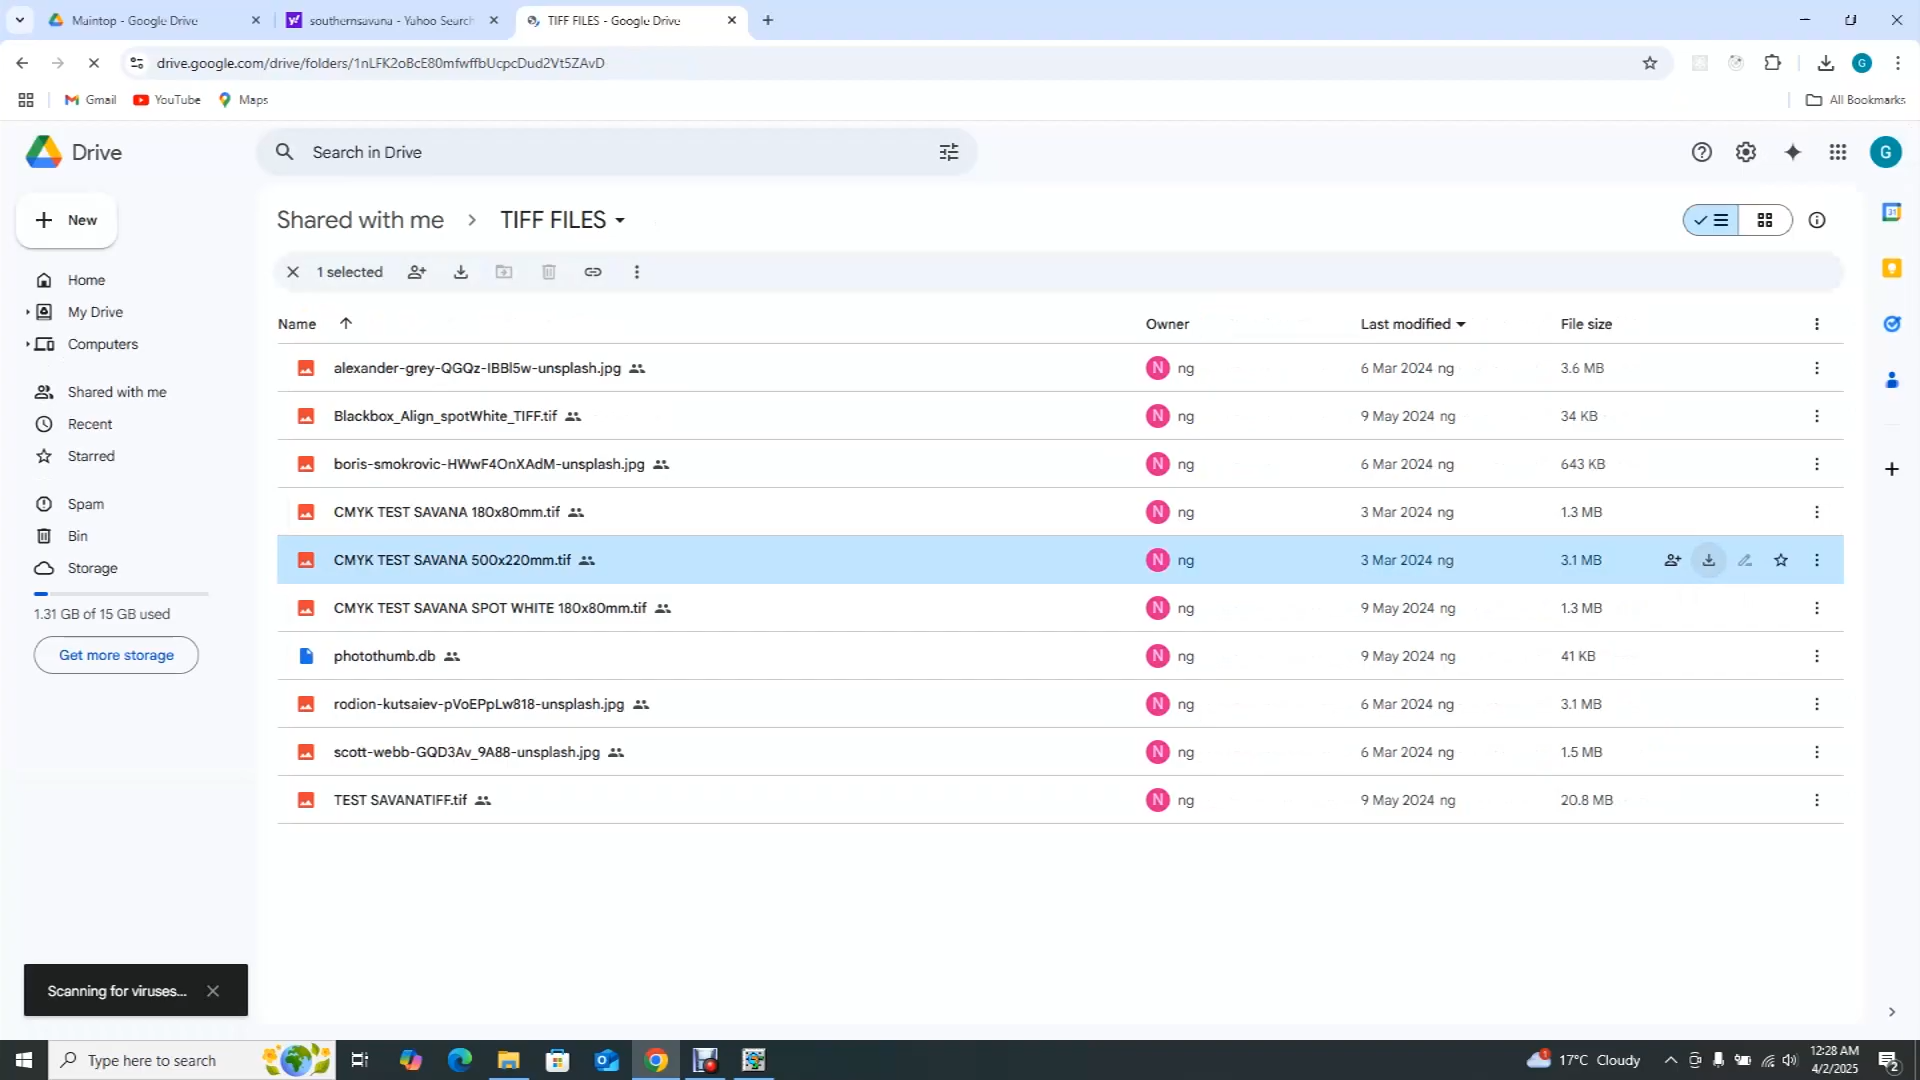 Maintop - Google Drive
southernsavana - Yahoo Search
TIFF FILES - Google Drive
drive.google.com/drive/folders/1nLFK2oBcE80mfwffbUcpcDud2Vt5ZAvD
G
Gmail
YouTube
Maps
All Bookmarks
Drive
Search in Drive
G
New
Shared with me
TIFF FILES
31
1 selected
Home
My Drive
Computers
Shared with me
Recent
Starred
Spam
Bin
Storage
1.31 GB of 15 GB used
Get more storage
Name Owner Last modified File size
alexander-grey-QGQz-IBBl5w-unsplash.jpg N ng 6 Mar 2024 ng 3.6 MB
Blackbox_Align_spotWhite_TIFF.tif N ng 9 May 2024 ng 34 KB
boris-smokrovic-HWwF4OnXAdM-unsplash.jpg N ng 6 Mar 2024 ng 643 KB
CMYK TEST SAVANA 180x80mm.tif N ng 3 Mar 2024 ng 1.3 MB
CMYK TEST SAVANA 500x220mm.tif N ng 3 Mar 2024 ng 3.1 MB
CMYK TEST SAVANA SPOT WHITE 180x80mm.tif N ng 9 May 2024 ng 1.3 MB
photothumb.db N ng 9 May 2024 ng 41 KB
rodion-kutsaiev-pVoEPpLw818-unsplash.jpg N ng 6 Mar 2024 ng 3.1 MB
scott-webb-GQD3Av_9A88-unsplash.jpg N ng 6 Mar 2024 ng 1.5 MB
TEST SAVANATIFF.tif N ng 9 May 2024 ng 20.8 MB
Scanning for viruses...
Type here to search
1
17°C Cloudy
12:28 AM
4/2/2025
2